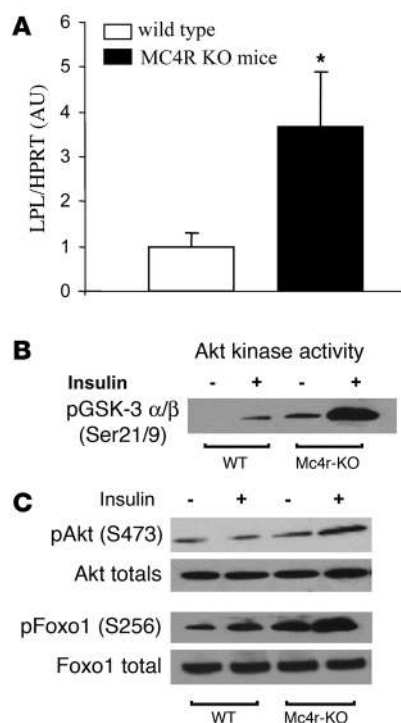 A
wild type
MC4R KO mice
LPL/HPRT (AU)
6
5
4
3
2
1
0
*
B
Akt kinase activity
Insulin - + - +
pGSK-3 α/β
(Ser21/9)
WT Mc4r-KO
C
Insulin - + - +
pAkt (S473)
Akt totals
pFoxo1 (S256)
Foxo1 total
WT Mc4r-KO